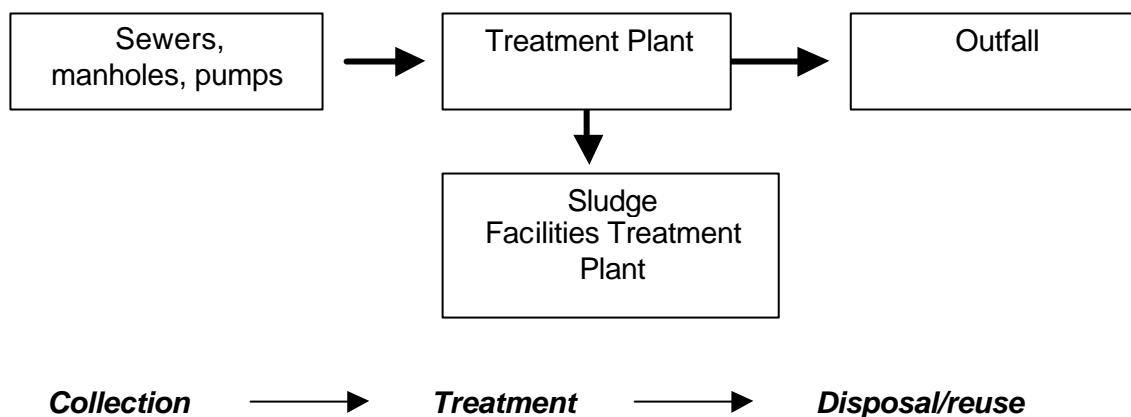 Sewers,
manholes, pumps
Treatment Plant
Outfall
Sludge
Facilities Treatment
Plant
Collection
Treatment
Disposal/reuse